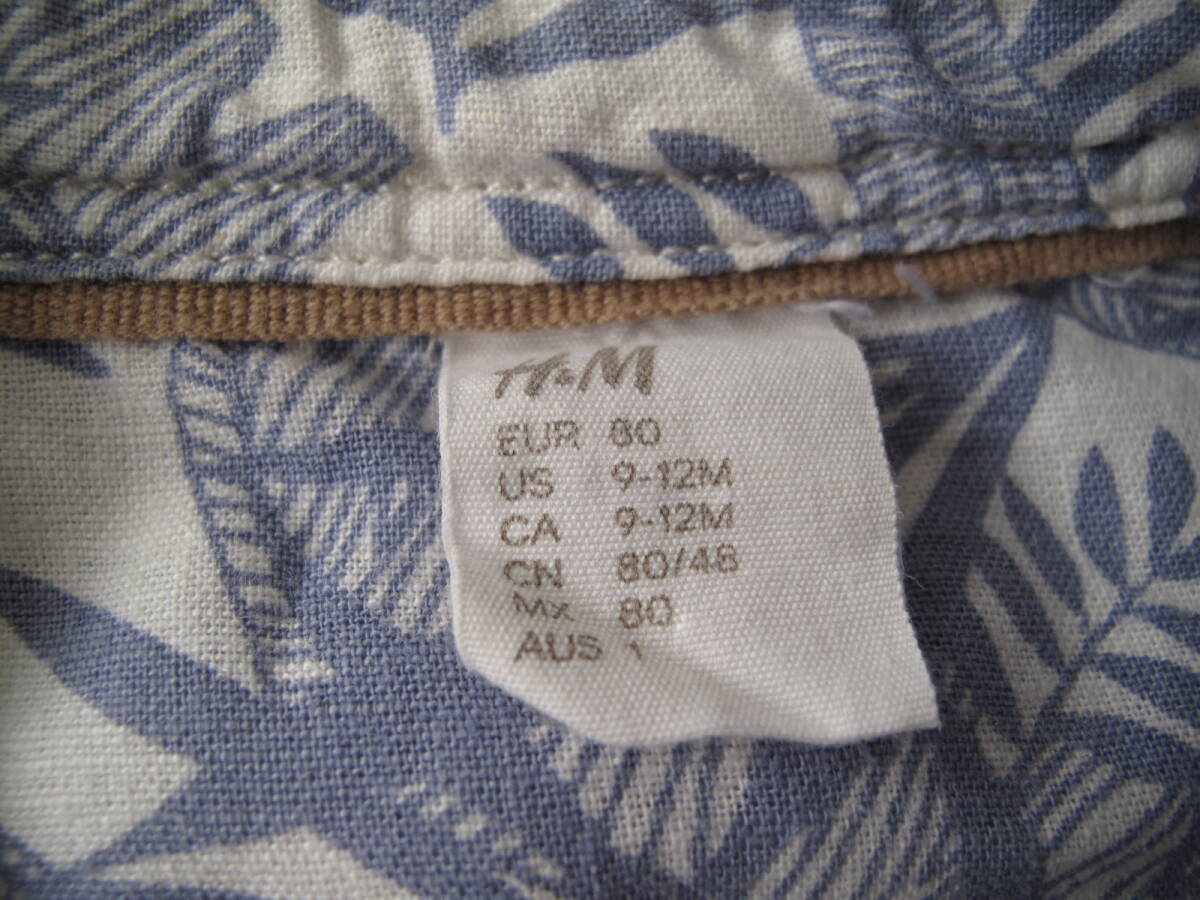 H&M
EUR 80
US 9-12M
CA 9-12M
CN 80/48
MX 80
AUS 1